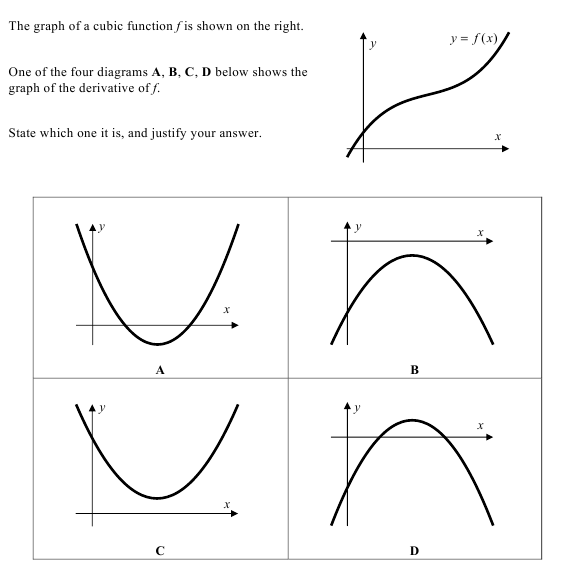 The graph of a cubic function f is shown on the right.
y
y = f(x)
One of the four diagrams A, B, C, D below shows the
graph of the derivative of f.
State which one it is, and justify your answer.
x
y
x
A
y
x
B
y
x
C
y
x
D